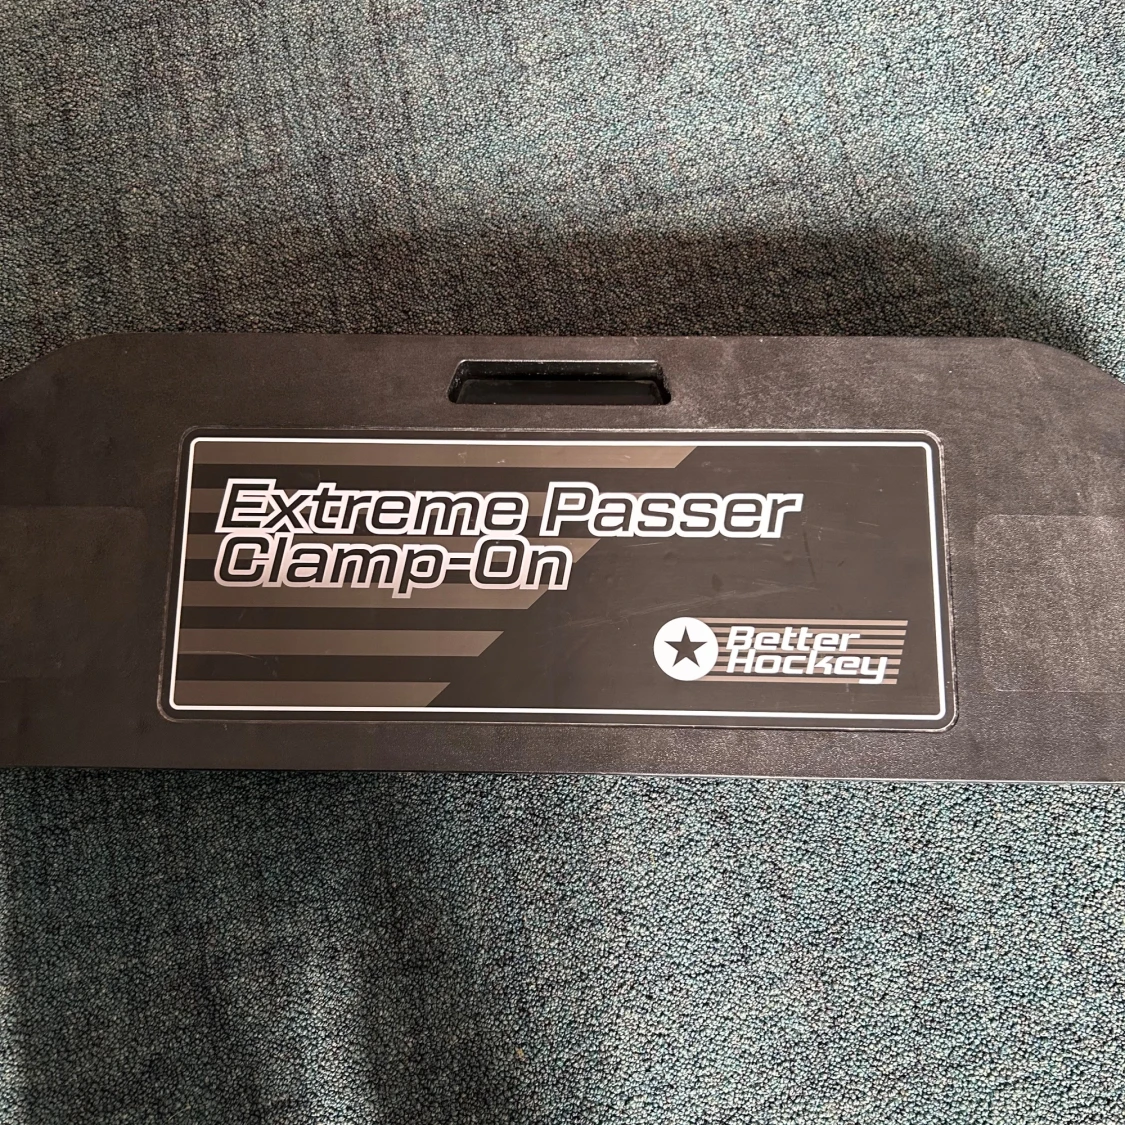 Extreme Passer
Clamp-On
Better
Hockey